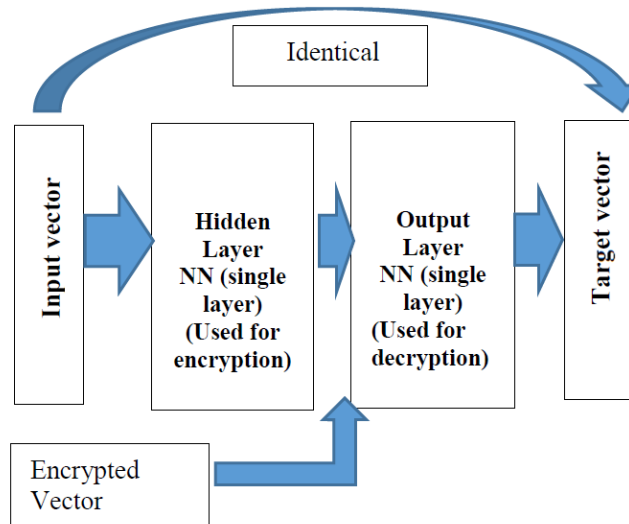 Identical
Input vector
Hidden
Layer
NN (single
layer)
(Used for
encryption)
Output
Layer
NN (single
layer)
(Used for
decryption)
Target vector
Encrypted
Vector